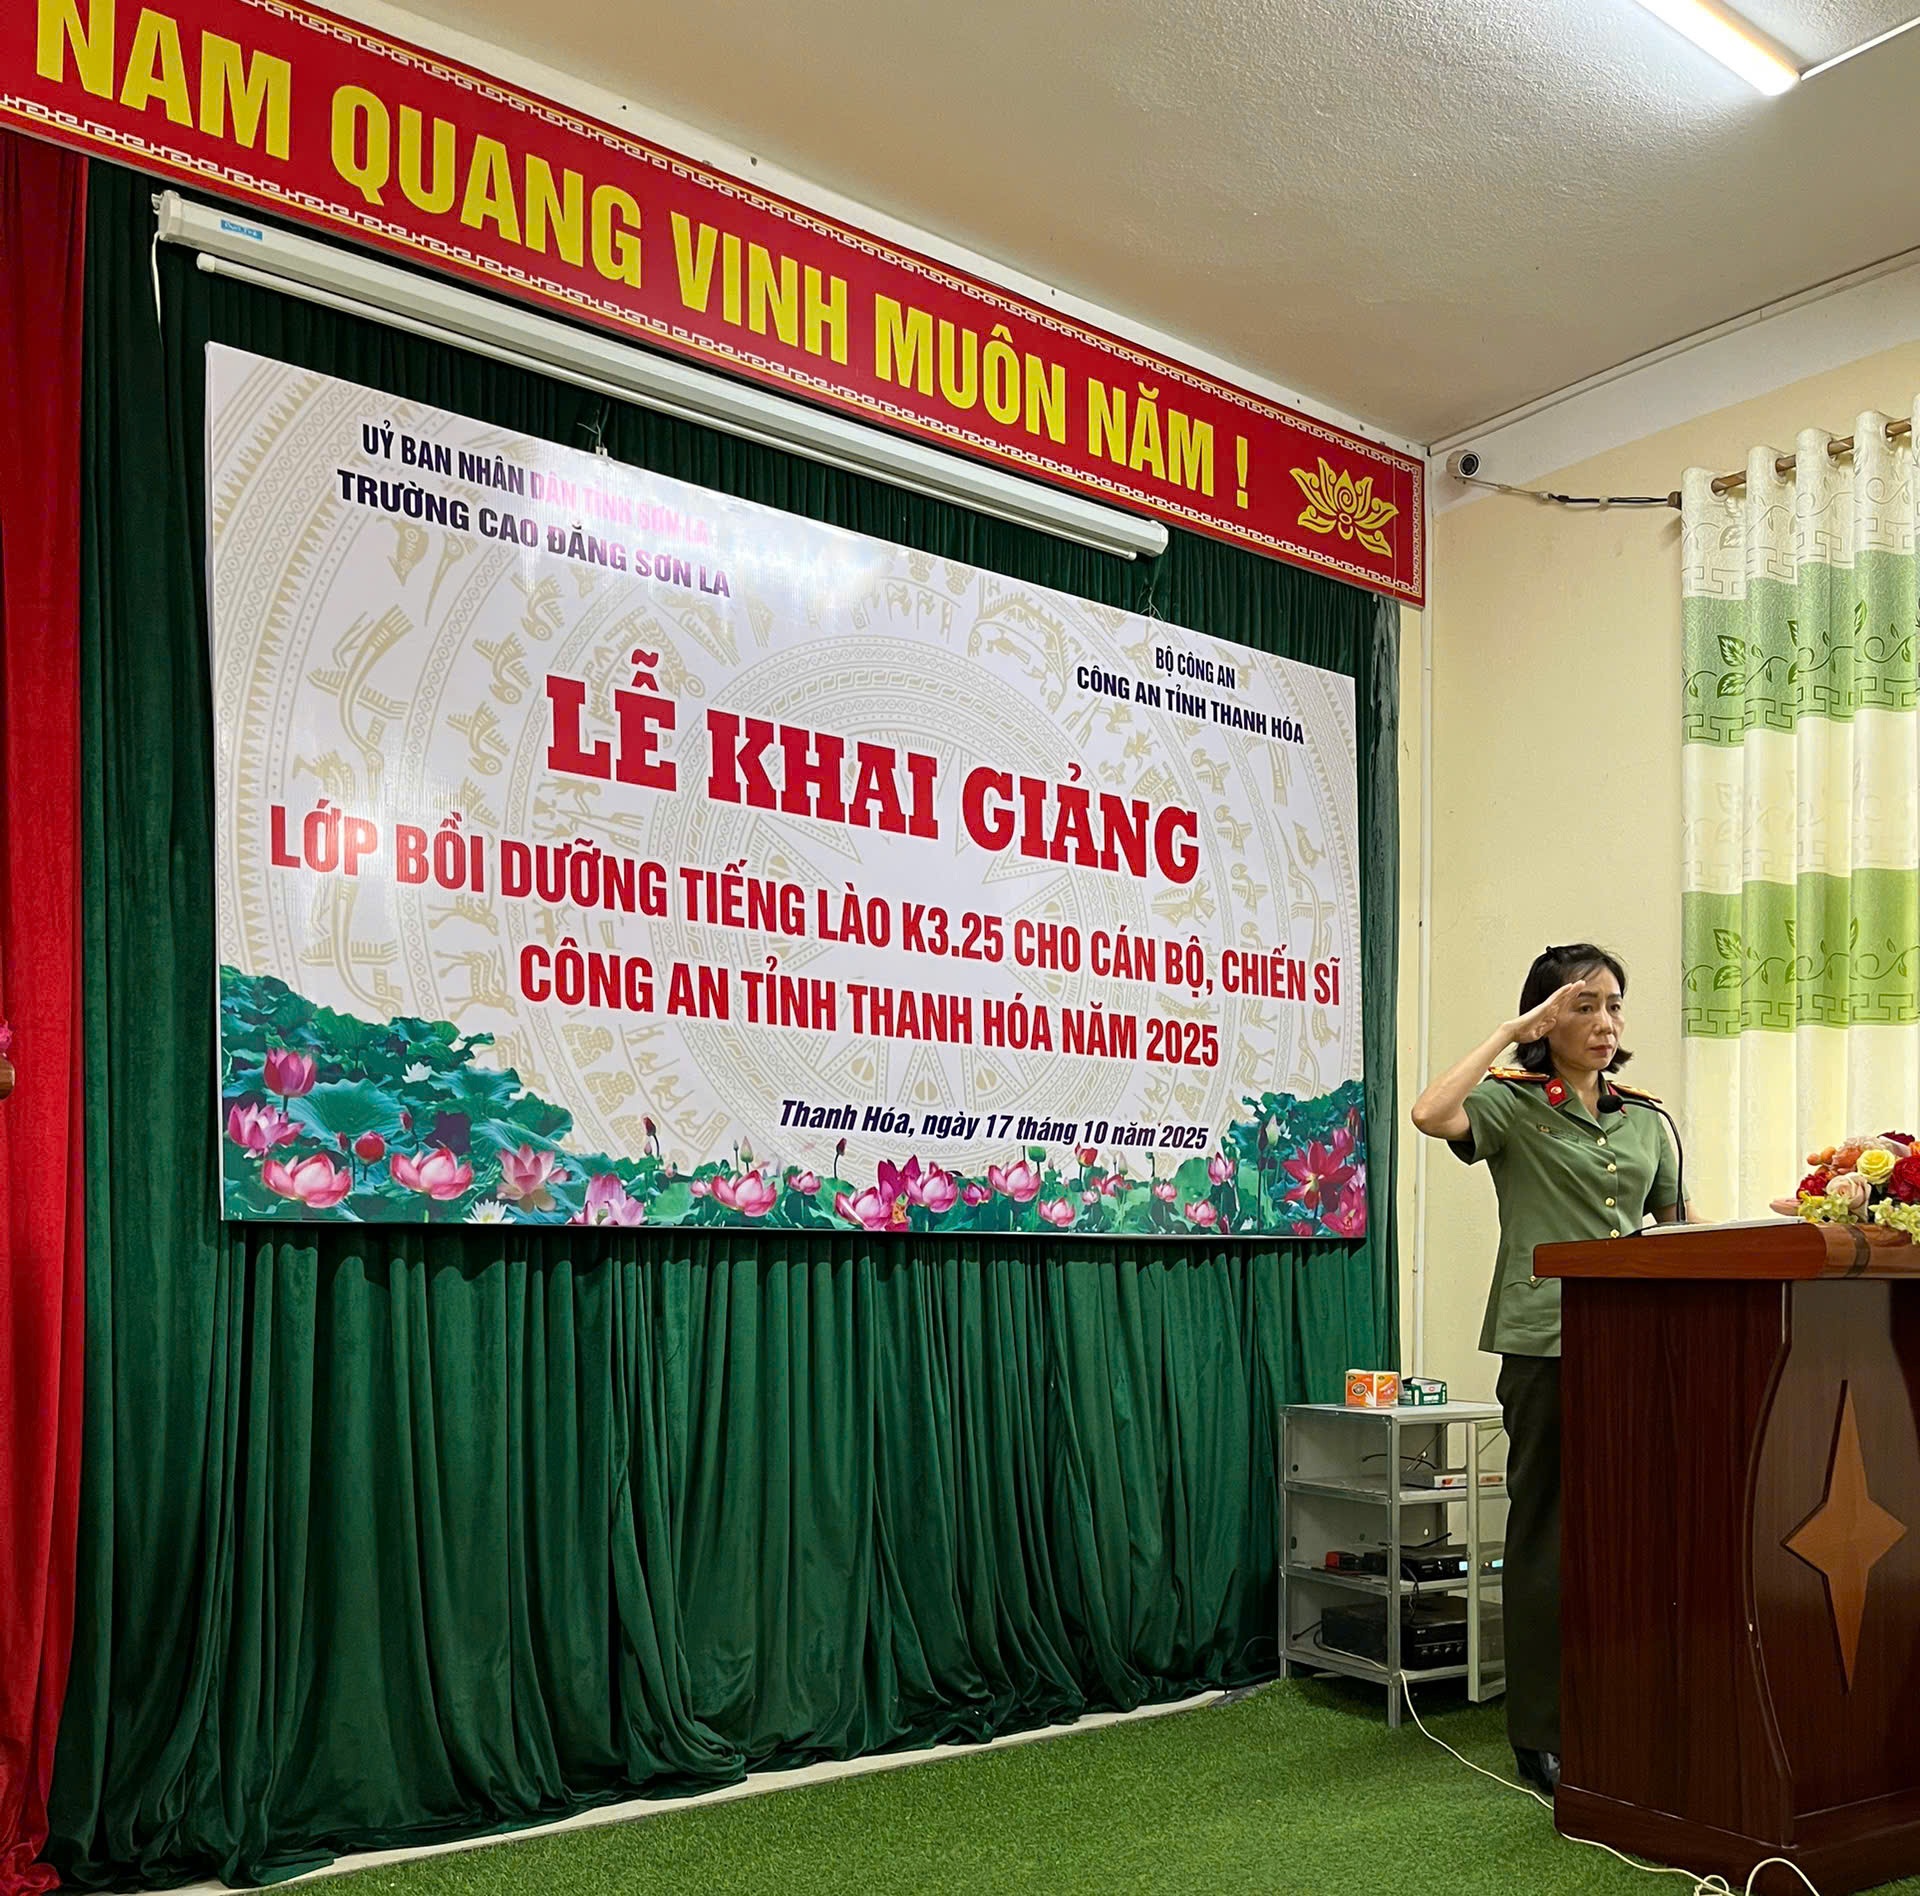 NAM QUANG VINH MUÔN NĂM !
UỶ BAN NHÂN DÂN TỈNH SƠN LA
TRƯỜNG CAO ĐẲNG SƠN LA
BỘ CÔNG AN
CÔNG AN TỈNH THANH HÓA
LỄ KHAI GIẢNG
LỚP BỒI DƯỠNG TIẾNG LÀO K3.25 CHO CÁN BỘ, CHIẾN SĨ
CÔNG AN TỈNH THANH HÓA NĂM 2025
Thanh Hóa, ngày 17 tháng 10 năm 2025